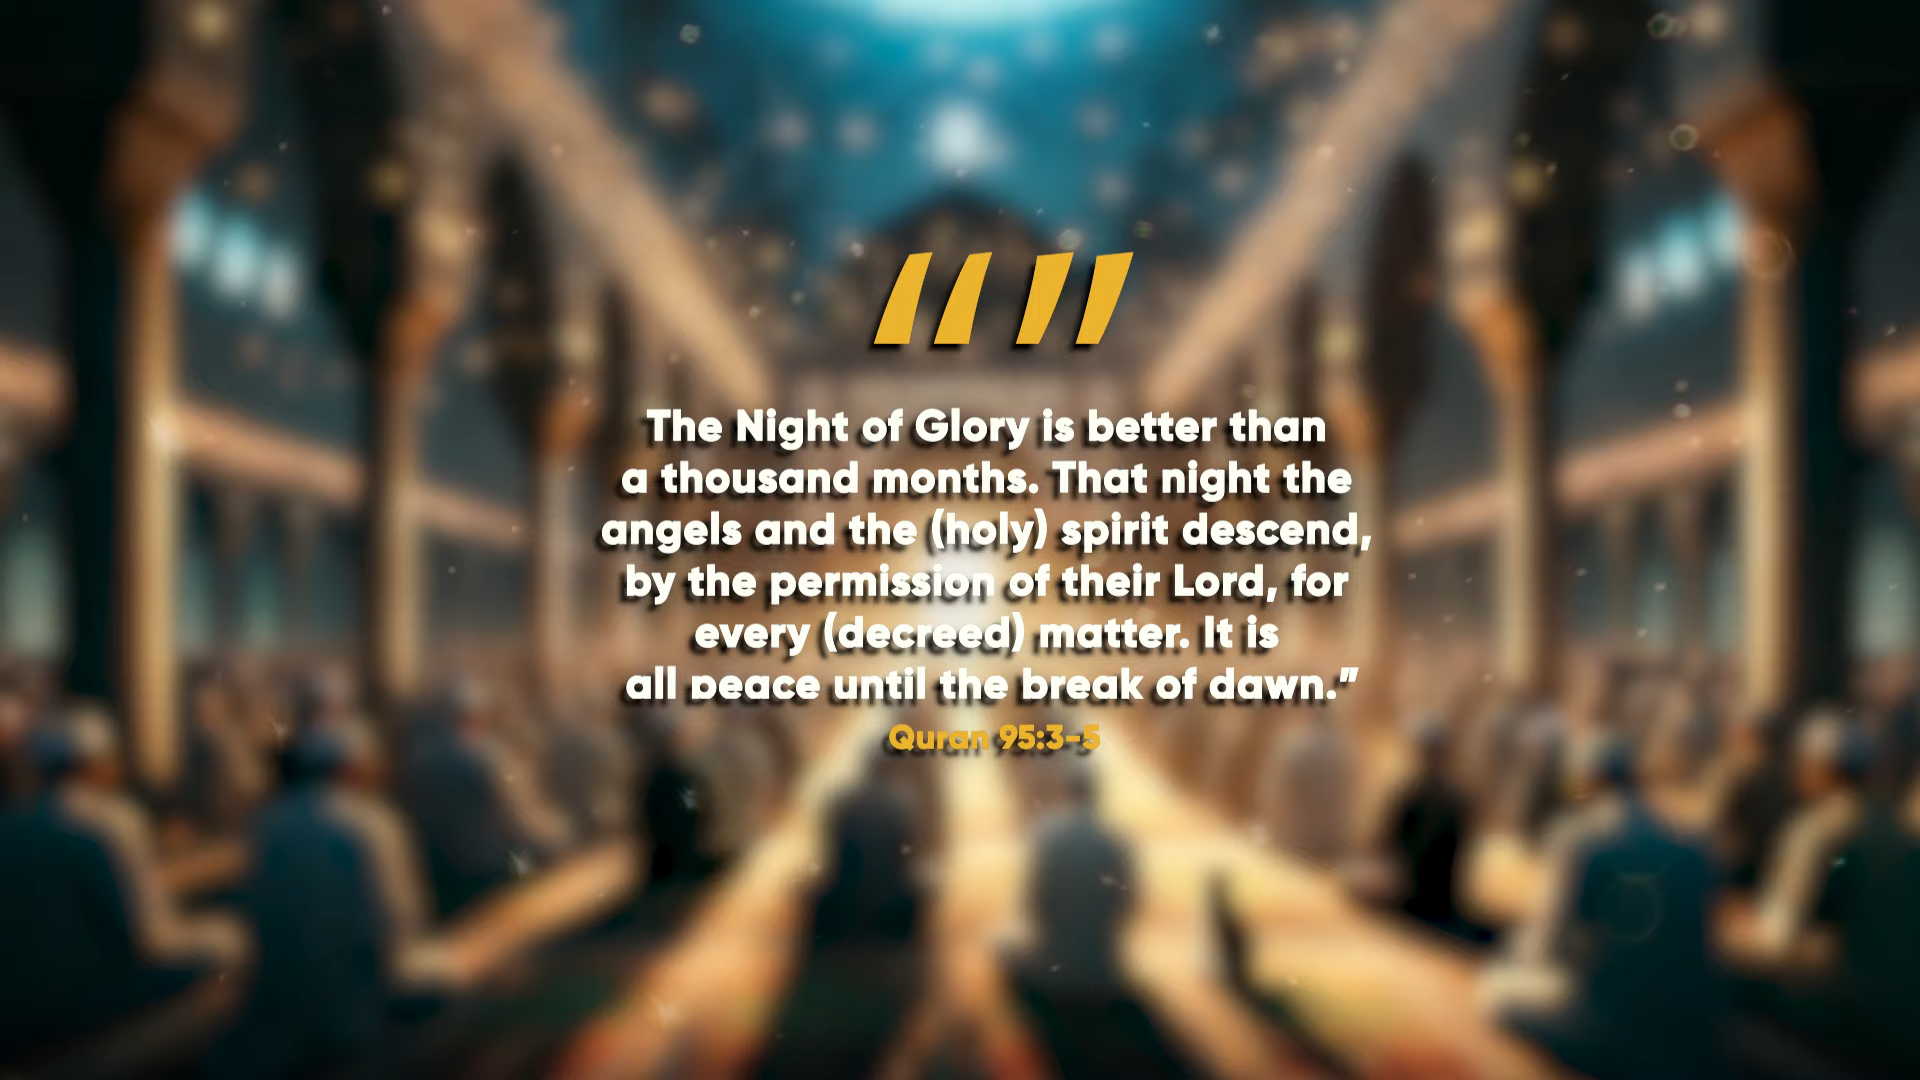 ""
The Night of Glory is better than
a thousand months. That night the
angels and the (holy) spirit descend,
by the permission of their Lord, for
every (decreed) matter. It is
all peace until the break of dawn."
Quran 95:3-5